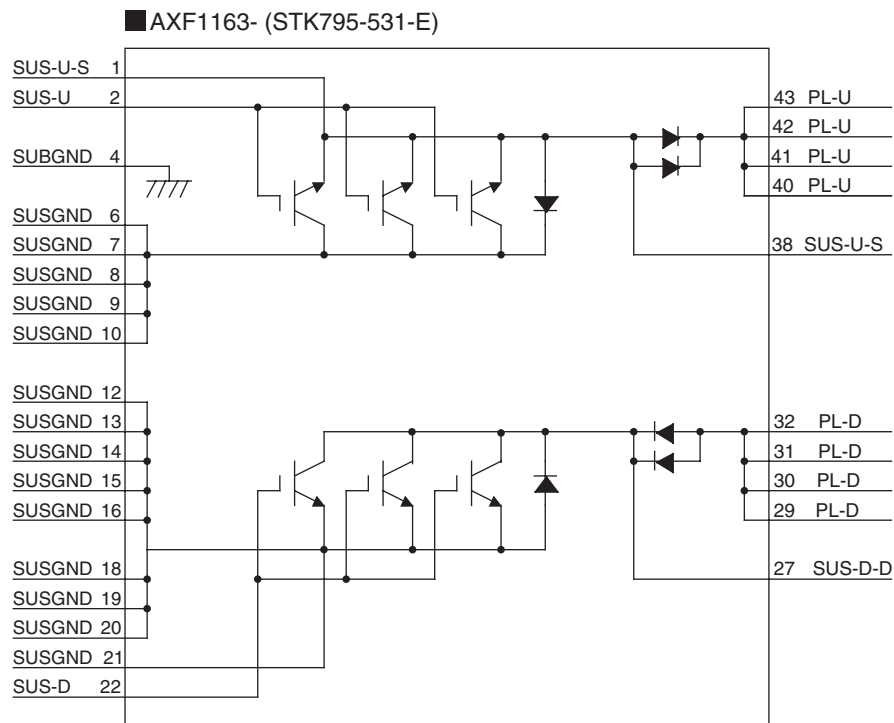 ■AXF1163- (STK795-531-E)
SUS-U-S 1
SUS-U 2
SUBGND 4
SUSGND 6
SUSGND 7
SUSGND 8
SUSGND 9
SUSGND 10
SUSGND 12
SUSGND 13
SUSGND 14
SUSGND 15
SUSGND 16
SUSGND 18
SUSGND 19
SUSGND 20
SUSGND 21
SUS-D 22
43 PL-U
42 PL-U
41 PL-U
40 PL-U
38 SUS-U-S
32 PL-D
31 PL-D
30 PL-D
29 PL-D
27 SUS-D-D